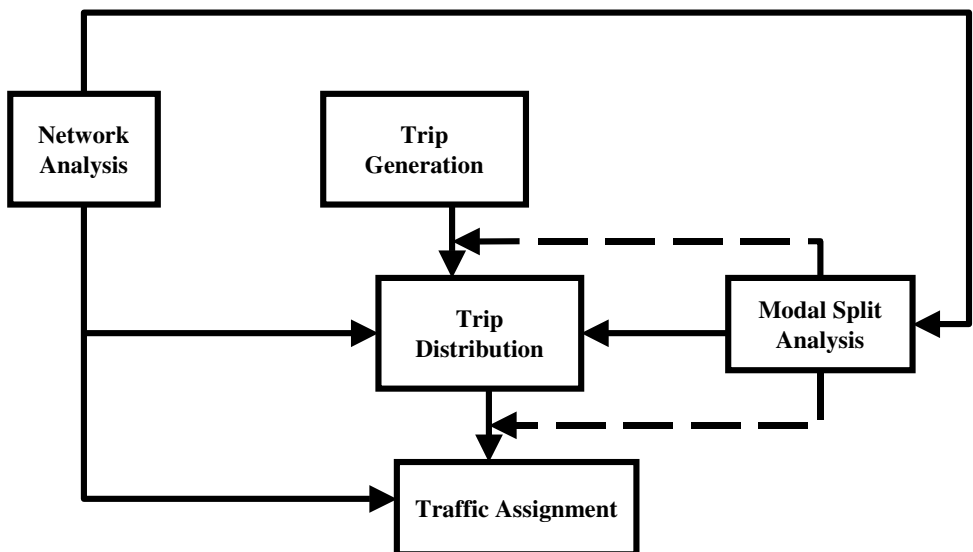 Network
Analysis
Trip
Generation
Trip
Distribution
Modal Split
Analysis
Traffic Assignment